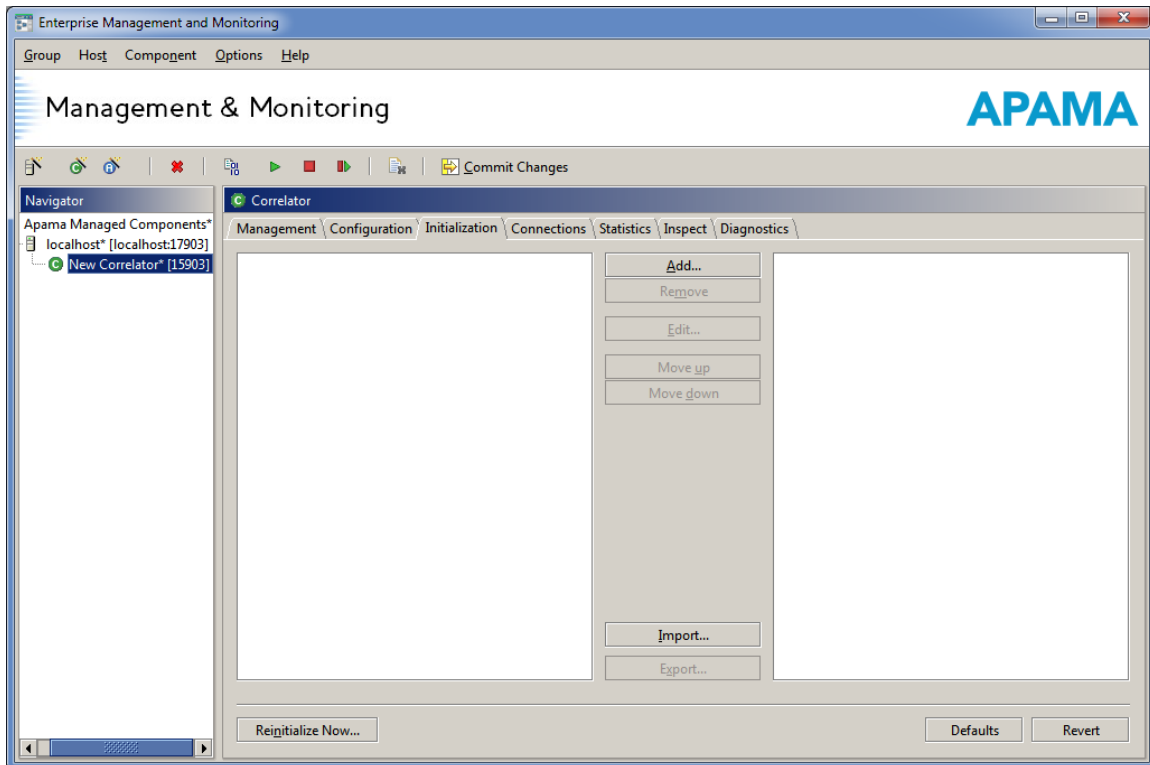 Enterprise Management and Monitoring
Group Host Component Options Help
Management & Monitoring
APAMA
Commit Changes
Navigator
Apama Managed Components*
localhost* [localhost:17903]
New Correlator* [15903]
Correlator
Management Configuration Initialization Connections Statistics Inspect Diagnostics
Add...
Remove
Edit...
Move up
Move down
Import...
Export...
Reinitialize Now...
Defaults
Revert